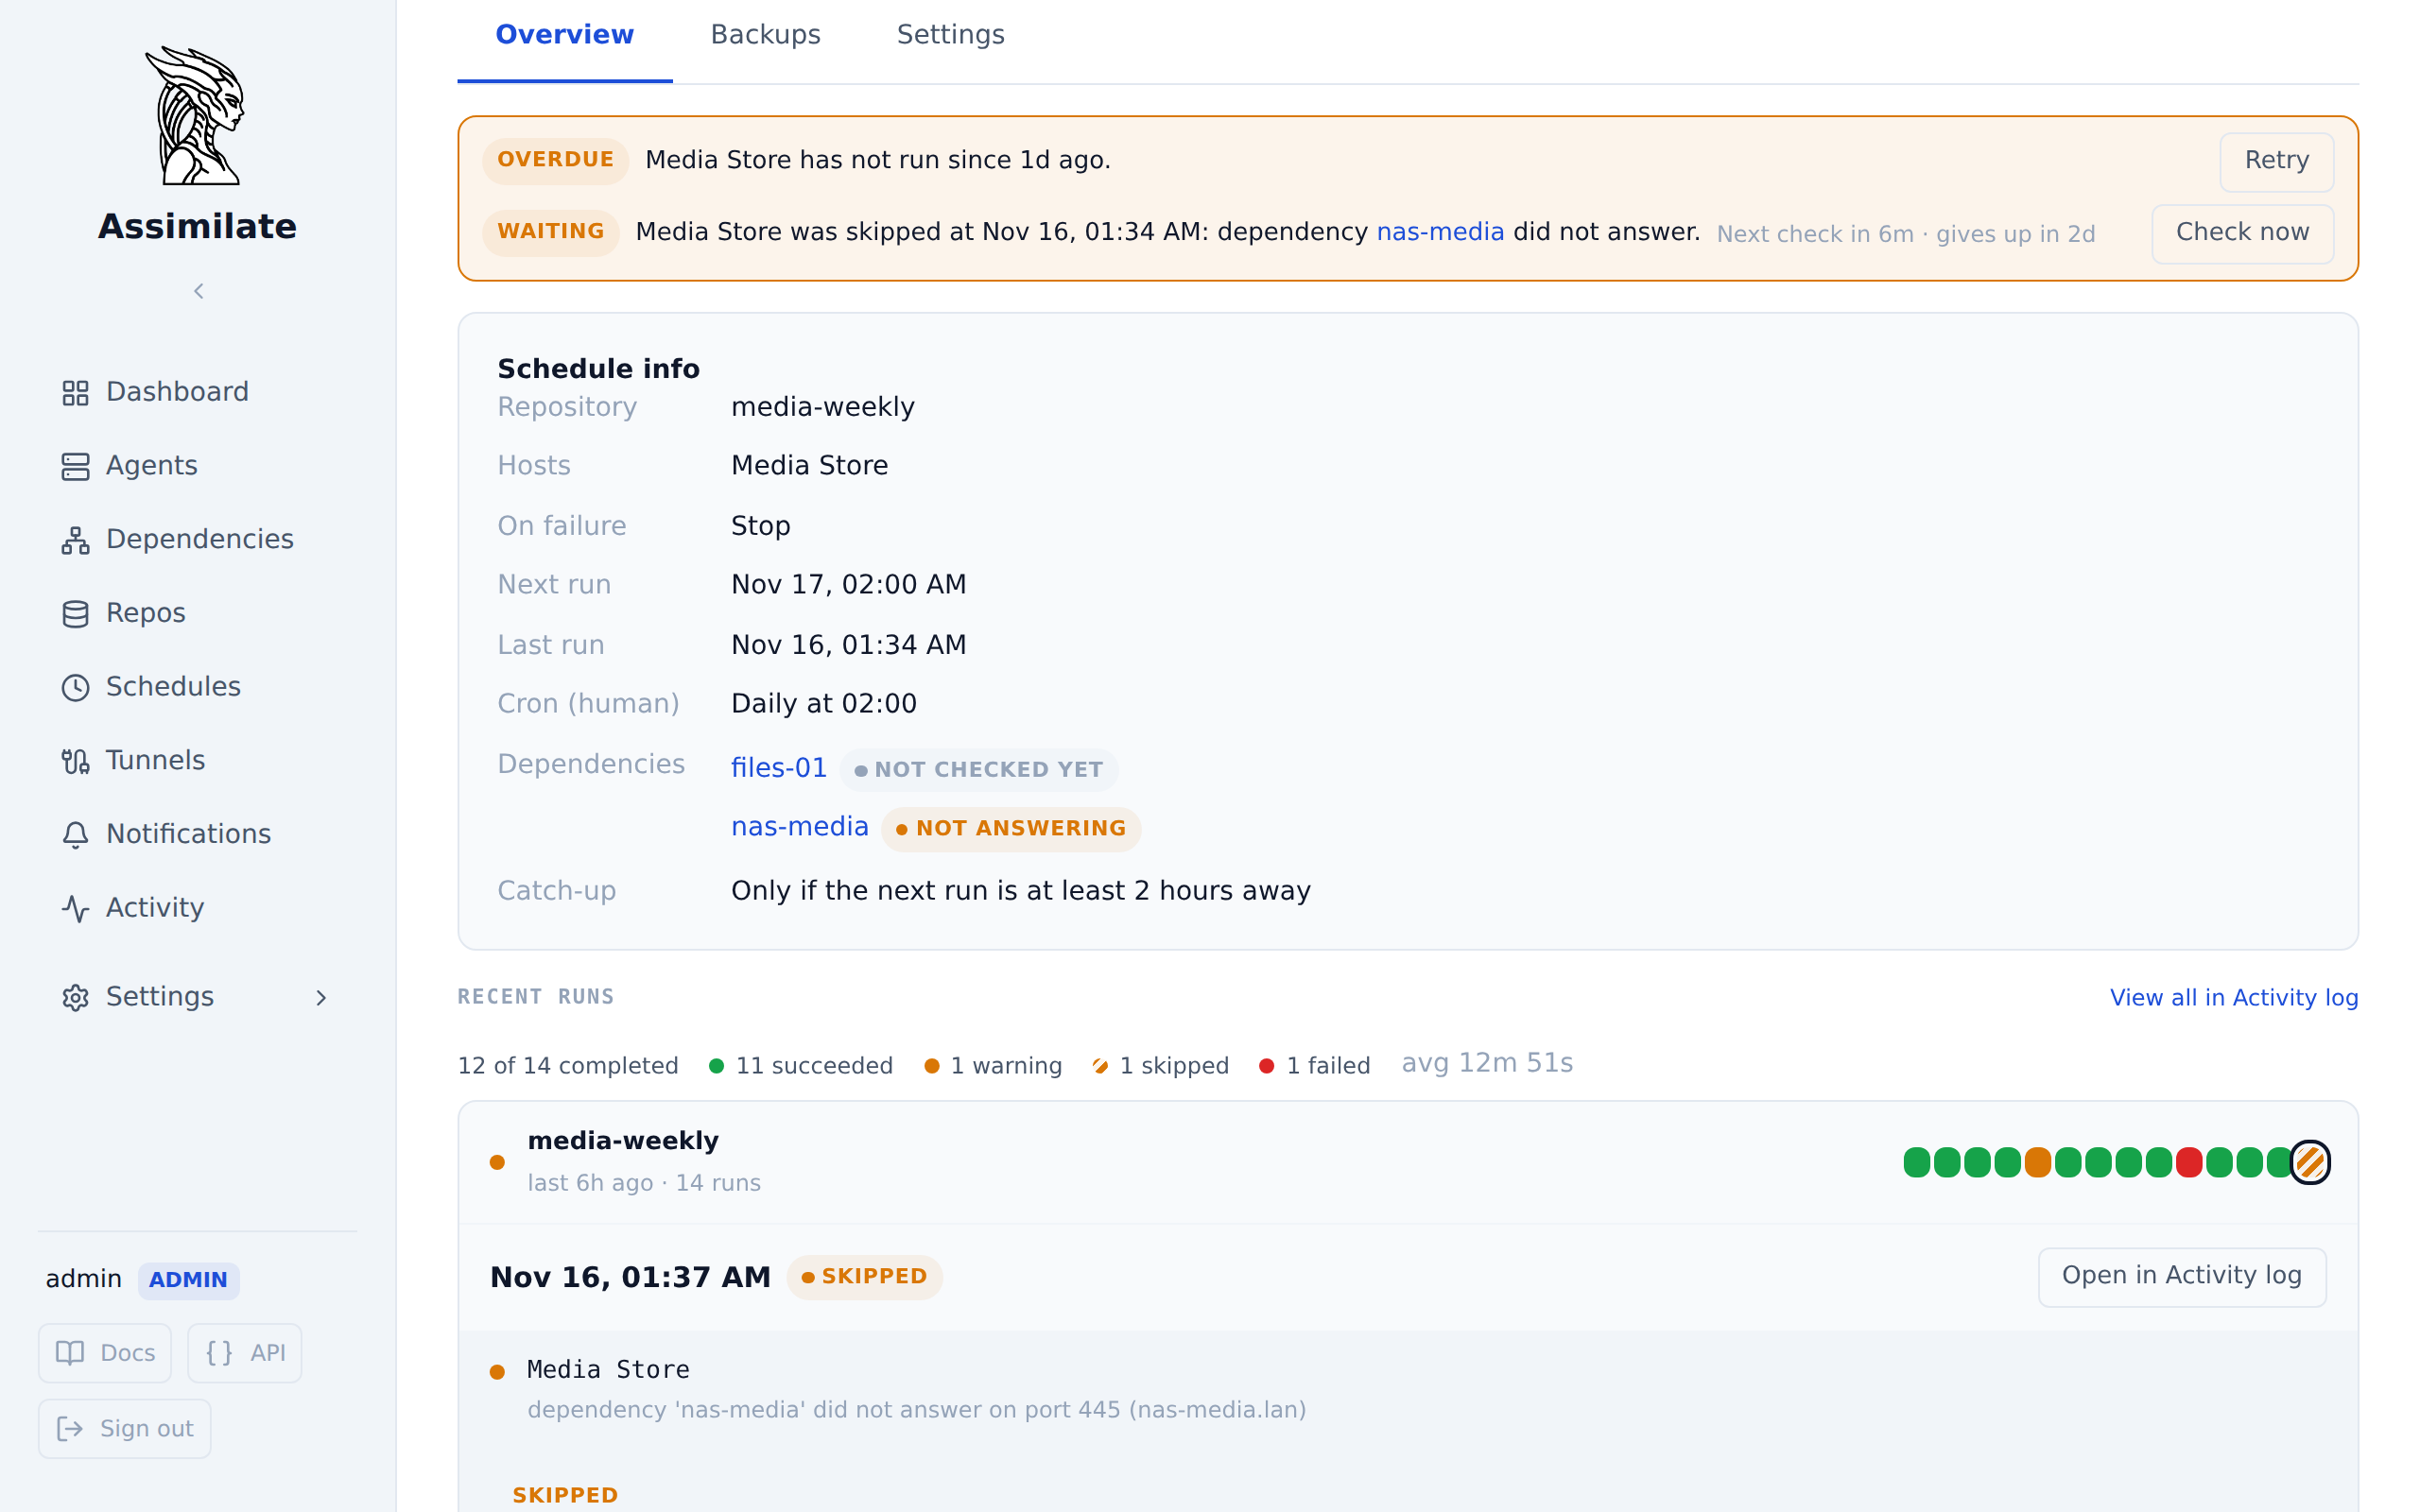 Assimilate
Dashboard
Agents
Dependencies
Repos
Schedules
Tunnels
Notifications
Activity
Settings
admin ADMIN
Docs API
Sign out
Overview Backups Settings
OVERDUE Media Store has not run since 1d ago. Retry
WAITING Media Store was skipped at Nov 16, 01:34 AM: dependency nas-media did not answer. Next check in 6m · gives up in 2d Check now
Schedule info
Repository media-weekly
Hosts Media Store
On failure Stop
Next run Nov 17, 02:00 AM
Last run Nov 16, 01:34 AM
Cron (human) Daily at 02:00
Dependencies files-01 NOT CHECKED YET
nas-media NOT ANSWERING
Catch-up Only if the next run is at least 2 hours away
RECENT RUNS View all in Activity log
12 of 14 completed 11 succeeded 1 warning 1 skipped 1 failed avg 12m 51s
media-weekly
last 6h ago · 14 runs
Nov 16, 01:37 AM SKIPPED Open in Activity log
Media Store
dependency 'nas-media' did not answer on port 445 (nas-media.lan)
SKIPPED